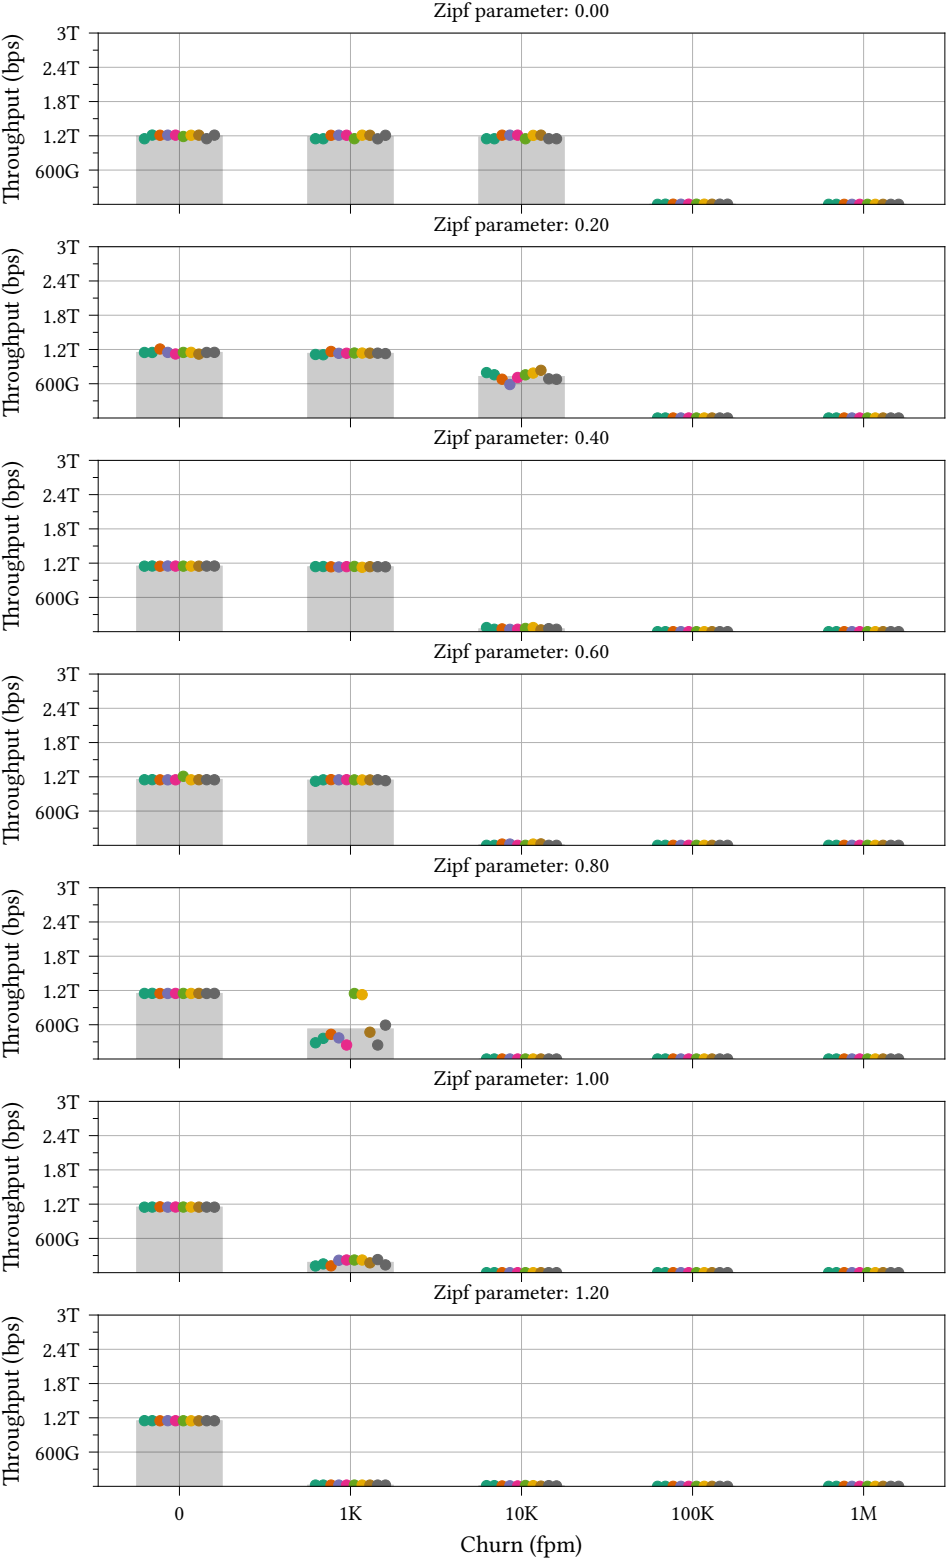 Zipf parameter: 0.00
3T
2.4T
1.8T
1.2T
600G
Throughput (bps)
Zipf parameter: 0.20
3T
2.4T
1.8T
1.2T
600G
Throughput (bps)
Zipf parameter: 0.40
3T
2.4T
1.8T
1.2T
600G
Throughput (bps)
Zipf parameter: 0.60
3T
2.4T
1.8T
1.2T
600G
Throughput (bps)
Zipf parameter: 0.80
3T
2.4T
1.8T
1.2T
600G
Throughput (bps)
Zipf parameter: 1.00
3T
2.4T
1.8T
1.2T
600G
Throughput (bps)
Zipf parameter: 1.20
3T
2.4T
1.8T
1.2T
600G
Throughput (bps)
0 1K 10K 100K 1M
Churn (fpm)